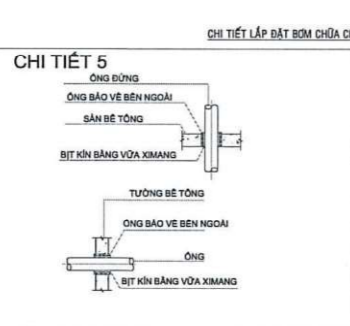 CHI TIẾT LẮP ĐẶT BƠM CHỮA
CHI TIẾT 5
ỐNG ĐỨNG
ỐNG BẢO VỆ BÊN NGOÀI
SÀN BÊ TÔNG
BỊT KÍN BẰNG VỮA XIMANG
TƯỜNG BÊ TÔNG
ỐNG BẢO VỆ BÊN NGOÀI
ỐNG
BỊT KÍN BẰNG VỮA XIMANG